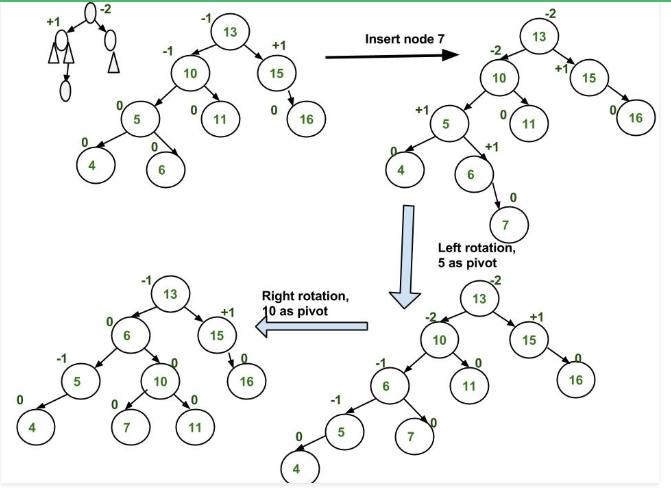 -2
+1
-1
13
-1 +1
10 15
0 0 0
5 11 16
0 0
4 6
Insert node 7
-2
13
-2 +1
10 15
+1 0 0
5 11 16
0 +1
4 6
0
7
Left rotation,
5 as pivot
-2
13
-2 +1
10 15
-1 0 0
6 11 16
-1 0
5 7
0
4
Right rotation,
10 as pivot
-1
13
0 +1
6 15
-1 0 0
5 10 16
0 0 0
4 7 11